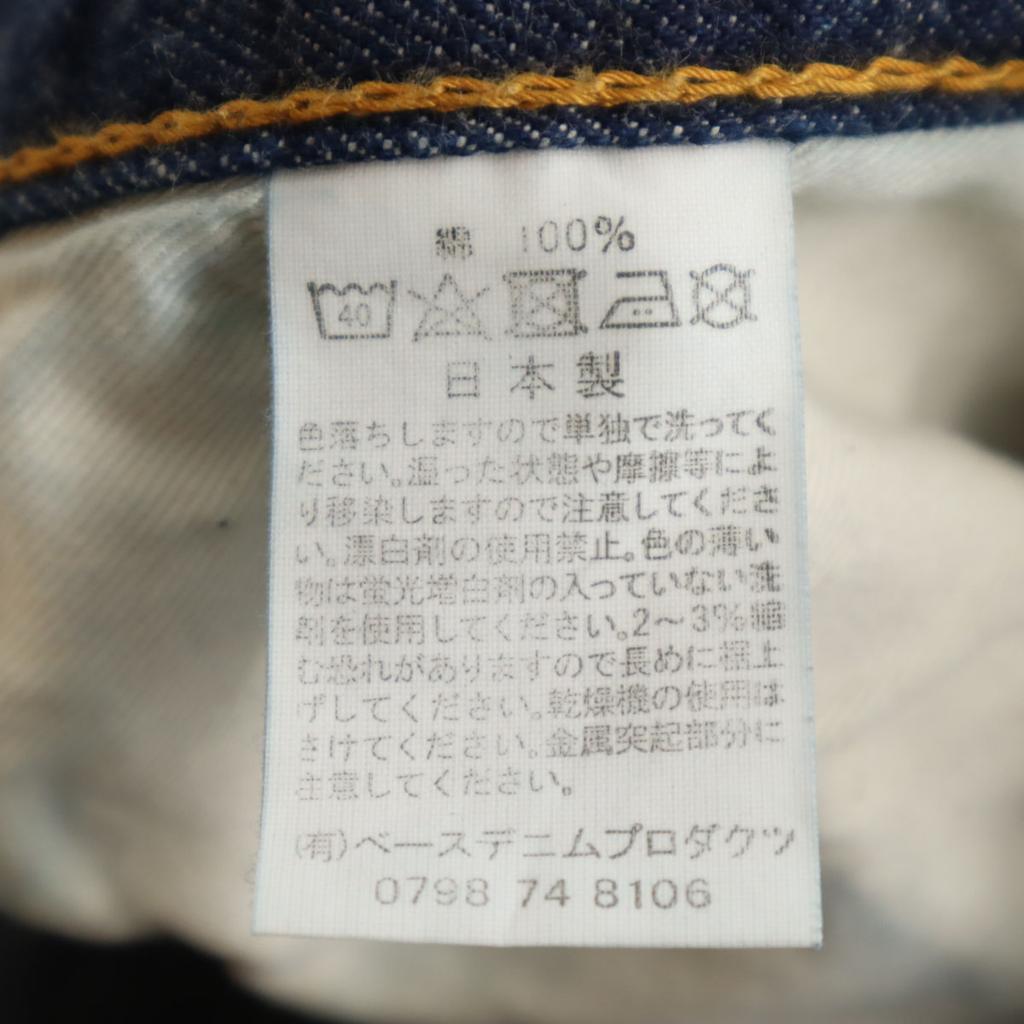 綿 100%
40
日本製
色落ちしますので単独で洗ってく
ださい。湿った状態や摩擦等によ
り移染しますので注意してくださ
い。漂白剤の使用禁止。色の薄い
物は蛍光増白剤の入っていない洗
剤を使用してください。2〜3%縮
む恐れがありますので長めに裾上
げしてください。乾燥機の使用は
さけてください。金属突起部分に
注意してください。
(有)ベースデニムプロダクツ
0798 74 8106